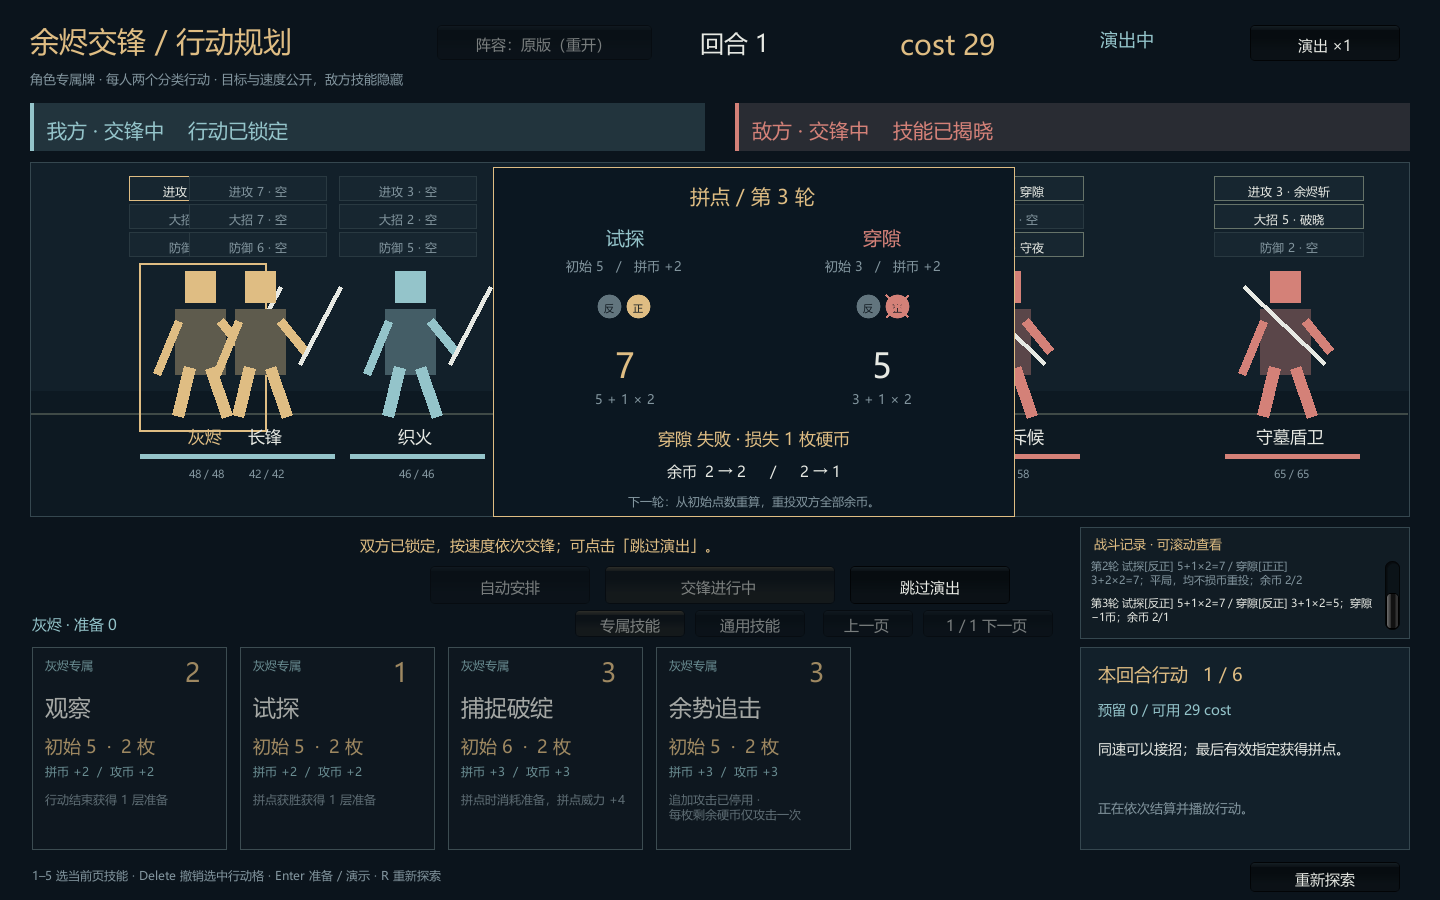 余烬交锋 / 行动规划
阵容：原版（重开）
回合 1
cost 29
演出中
演出 ×1
角色专属牌 · 每人两个分类行动 · 目标与速度公开，敌方技能隐藏
我方 · 交锋中 行动已锁定
敌方 · 交锋中 技能已揭晓
进攻
进攻 7 · 空
进攻 3 · 空
大招
大招 7 · 空
大招 2 · 空
防御
防御 6 · 空
防御 5 · 空
穿隙
· 空
守夜
进攻 3 · 余烬斩
大招 5 · 破晓
防御 2 · 空
拼点 / 第 3 轮
试探
穿隙
初始 5 / 拼币 +2
初始 3 / 拼币 +2
反 正
反
7
5
5 + 1 × 2
3 + 1 × 2
穿隙 失败 · 损失 1 枚硬币
余币 2→2 / 2→1
下一轮：从初始点数重算，重投双方全部余币。
灰烬
长锋
织火
斥候
守墓盾卫
48 / 48
42 / 42
46 / 46
58
65 / 65
双方已锁定，按速度依次交锋；可点击「跳过演出」。
自动安排
交锋进行中
跳过演出
战斗记录 · 可滚动查看
第2轮 试探[反正] 5+1×2=7 / 穿隙[正正]
3+2×2=7；平局，均不损币重投；余币 2/2
第3轮 试探[反正] 5+1×2=7 / 穿隙[反正] 3+1×2=5；穿隙
−1币；余币 2/1
灰烬 · 准备 0
专属技能
通用技能
上一页
1 / 1 下一页
灰烬专属
2
观察
初始 5 · 2 枚
拼币 +2 / 攻币 +2
行动结束获得 1 层准备
灰烬专属
1
试探
初始 5 · 2 枚
拼币 +2 / 攻币 +2
拼点获胜获得 1 层准备
灰烬专属
3
捕捉破绽
初始 6 · 2 枚
拼币 +3 / 攻币 +3
拼点时消耗准备，拼点威力 +4
灰烬专属
3
余势追击
初始 5 · 2 枚
拼币 +3 / 攻币 +3
追加攻击已停用 ·
每枚剩余硬币仅攻击一次
本回合行动 1 / 6
预留 0 / 可用 29 cost
同速可以接招；最后有效指定获得拼点。
正在依次结算并播放行动。
1–5 选当前页技能 · Delete 撤销选中行动格 · Enter 准备 / 演示 · R 重新探索
重新探索